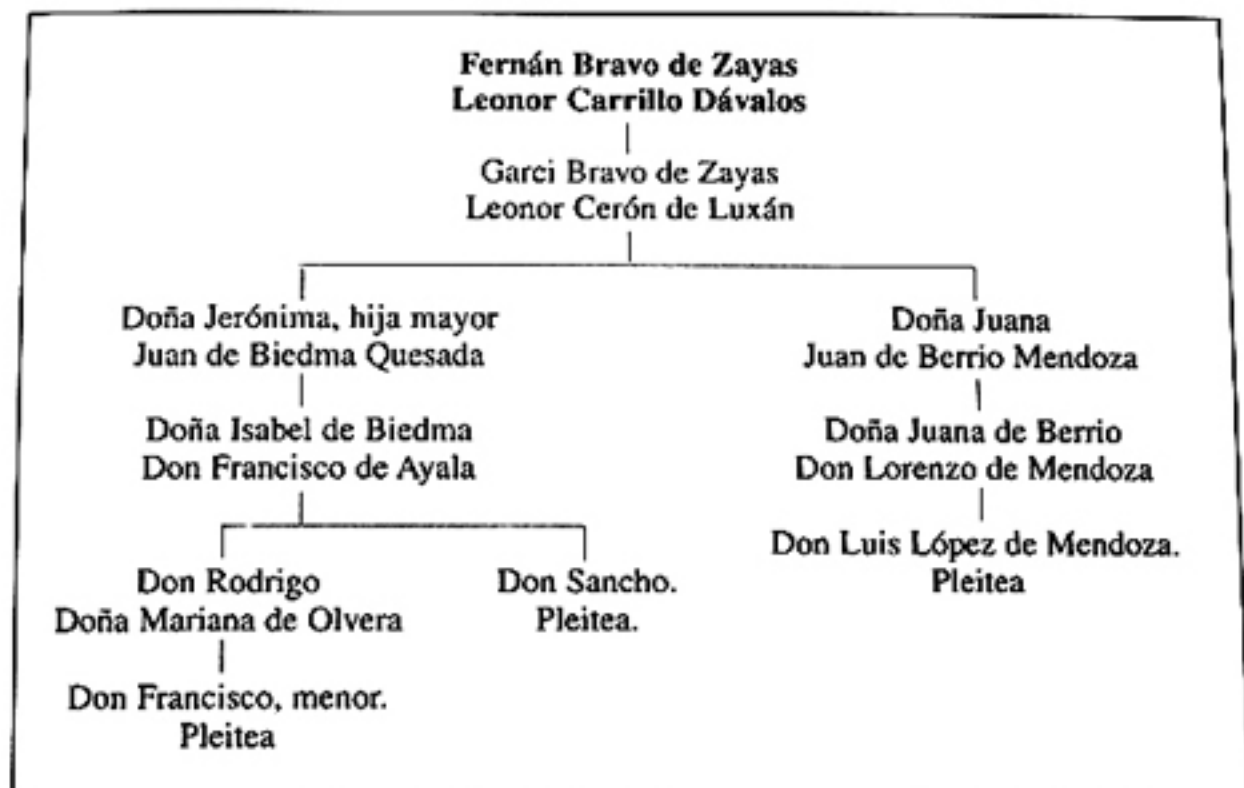 Fernán Bravo de Zayas
Leonor Carrillo Dávalos
Garci Bravo de Zayas
Leonor Cerón de Luxán
Doña Jerónima, hija mayor
Juan de Biedma Quesada
Doña Juana
Juan de Berrio Mendoza
Doña Isabel de Biedma
Don Francisco de Ayala
Doña Juana de Berrio
Don Lorenzo de Mendoza
Don Rodrigo
Doña Mariana de Olvera
Don Sancho.
Pleitea.
Don Luis López de Mendoza.
Pleitea
Don Francisco, menor.
Pleitea